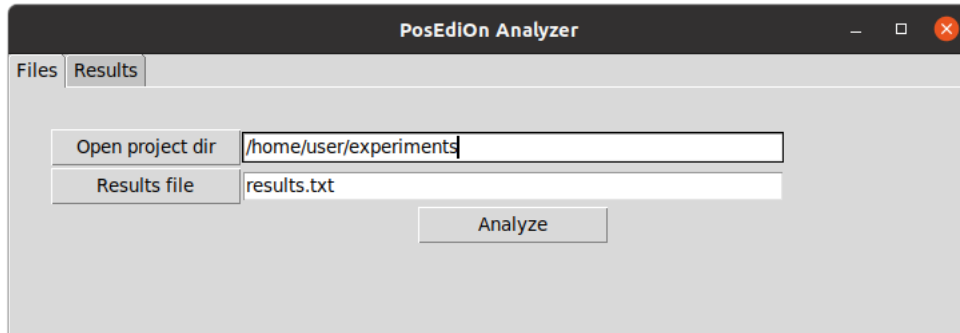 PosEdiOn Analyzer
Files Results
Open project dir /home/user/experiments
Results file results.txt
Analyze